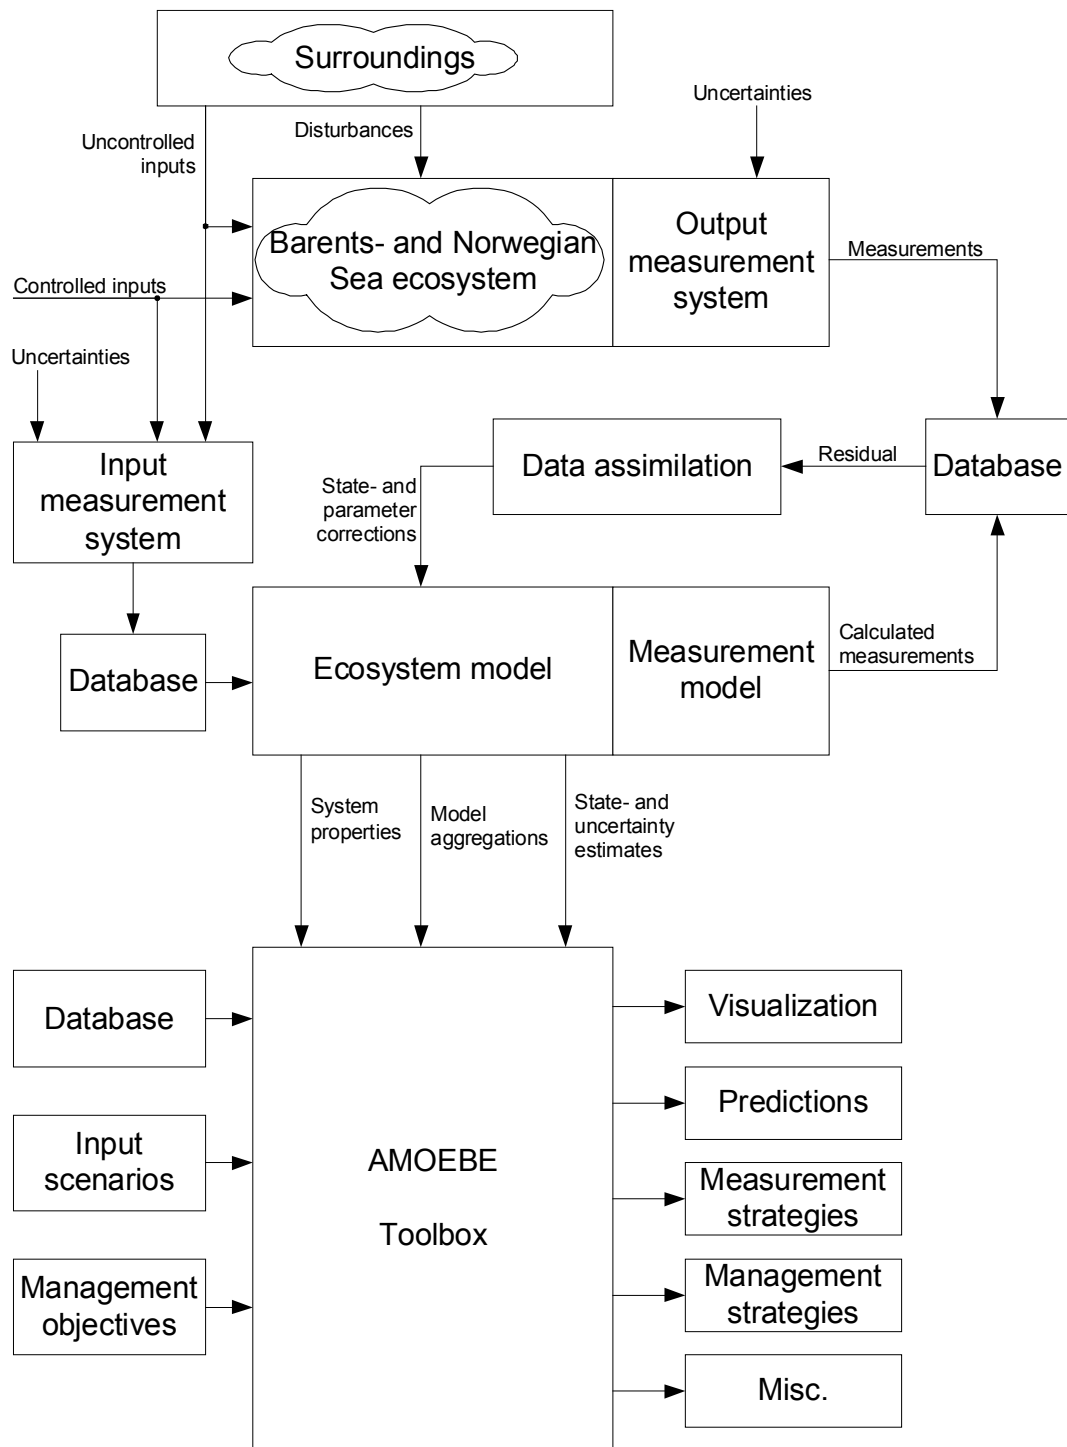 Surroundings
Uncertainties
Uncontrolled
inputs
Disturbances
Barents- and Norwegian
Sea ecosystem
Output
measurement
system
Measurements
Controlled inputs
Uncertainties
Input
measurement
system
State- and
parameter
corrections
Data assimilation
Residual
Database
Database
Ecosystem model
Measurement
model
Calculated
measurements
System
properties
Model
aggregations
State- and
uncertainty
estimates
Database
Input
scenarios
Management
objectives
AMOEBE
Toolbox
Visualization
Predictions
Measurement
strategies
Management
strategies
Misc.